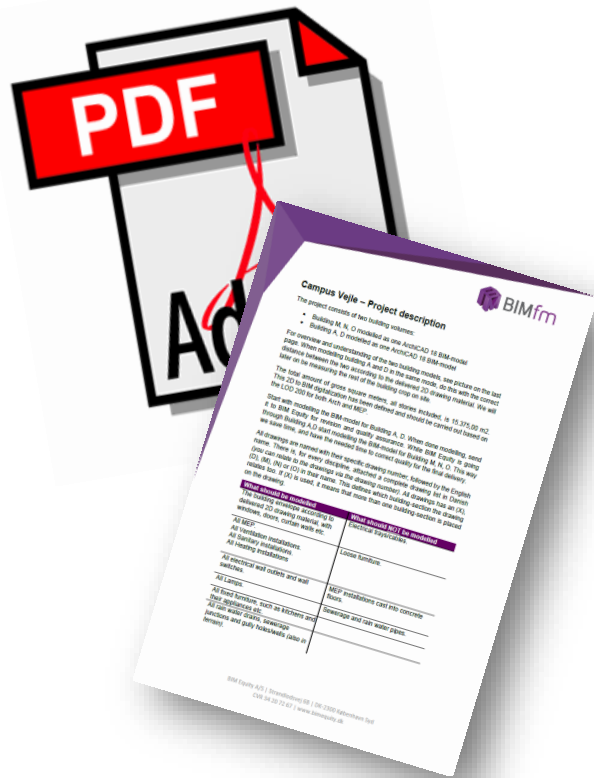 PDF
Ad
BIMfm
Campus Vejle – Project description
The project consists of two building volumes:
• Building M, N, O modelled as one ArchiCAD 18 BIM-model
• Building A, D modelled as one ArchiCAD 18 BIM-model
For overview and understanding of the two building models, see picture on the last
page. When modelling building A and D in the same mode, do this with the correct
distance between the two according to the delivered 2D drawing material. We will
later on be measuring the rest of the building coop on site.
The total amount of gross square meters, all stories included, is 15.375,00 m2.
This 2D to BIM digitalization has been defined and should be carried out based on
the LOD 200 for both Arch and MEP.
Start with modelling the BIM-model for Building A, D. When done modelling, send
it to BIM Equity for revision and quality assurance. While BIM Equity is going
through Building A,D start modelling the BIM-model for Building M, N, O. This way
we save time, and have the needed time to correct quality for the final delivery.
All drawings are named with their specific drawing number, followed by the English
name. There is, for every discipline, attached a complete drawing list in Danish
(you can relate to the drawings via the drawing number). All drawings has an (X),
(D), (M), (N) or (O) in their name. This defines which building-section the drawing
relates too. If (X) is used, it means that more than one building-section is placed
on the drawing.
What should be modelled
What should NOT be modelled
The building envelope according to
delivered 2D drawing material, with
windows, doors, curtain walls etc.
Electrical trays/cables.
All MEP.
All Ventilation installations.
All Sanitary installations.
All Heating installations
Loose furniture.
All electrical wall outlets and wall
switches.
MEP installations cast into concrete
floors.
All Lamps.
Sewerage and rain water pipes.
All fixed furniture, such as kitchens and
their appliances etc.
All rain water drains, sewerage
junctions and gully holes/wells (also in
terrain).
BIM Equity A/S | Strandlodsvej
www.bimequity.dk